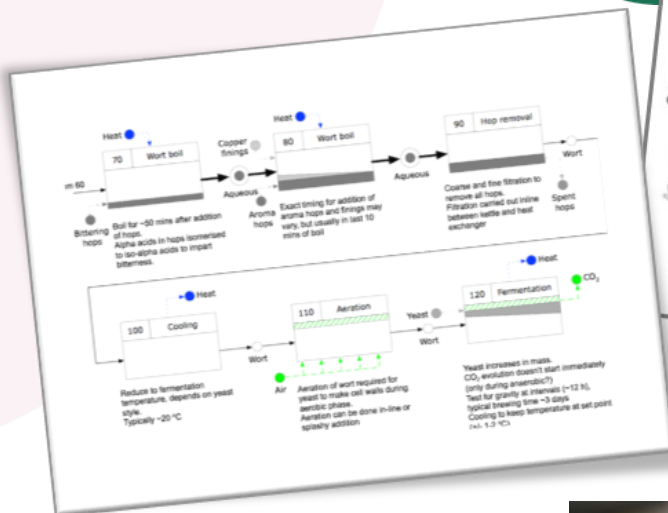 Heat
70 Wort boil
om 60
Bittering
hops
Aqueous
Boil for ~50 mins after addition
of hops.
Alpha acids in hops isomerised
to iso-alpha acids to impart
bitterness.
Heat
Copper
finings
80 Wort boil
Aroma
hops
Aqueous
Exact timing for addition of
aroma hops and finings may
vary, but usually in last 10
mins of boil
90 Hop removal
Wort
Spent
hops
Coarse and fine filtration to
remove all hops.
Filtration carried out inline
between kettle and heat
exchanger
Heat
100 Cooling
Wort
Reduce to fermentation
temperature, depends on yeast
style.
Typically ~20 °C
110 Aeration
Air
Aeration of wort required for
yeast to make cell walls during
aerobic phase.
Aeration can be done in-line or
splashy addition
Yeast
Wort
Heat
120 Fermentation
CO2
Yeast increases in mass.
CO2 evolution doesn't start immediately
(only during anaerobic?)
Test for gravity at intervals (~12 h),
typical brewing time ~3 days
Cooling to keep temperature at set point
(+/- 1-2 °C)